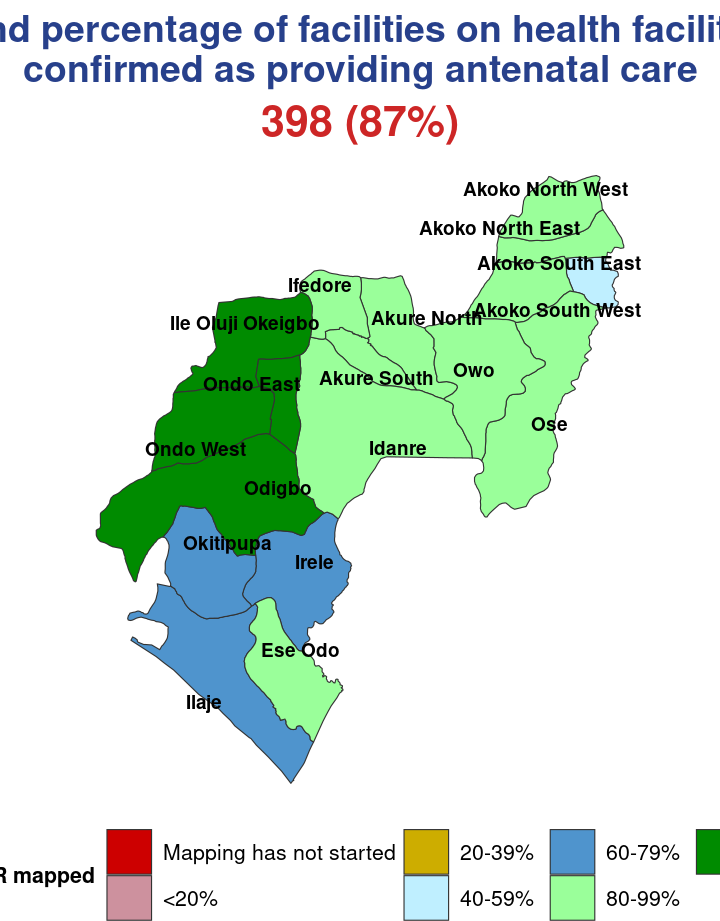 percentage of facilities on health
confirmed as providing antenatal care
398 (87%)
Akoko North West
Akoko North East
Akoko South East
Ifedore
Akoko South West
Akure North
Ile Oluji Okeigbo
Owo
Akure South
Ondo East
Ose
Idanre
Ondo West
Odigbo
Okitipupa
Irele
Ese Odo
Ilaje
mapped
Mapping has not started
20-39%
60-79%
<20%
40-59%
80-99%